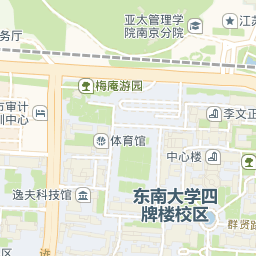 亚太管理学
院南京分院
江苏
务厅
梅庵游园
市审计
训中心
李文正
体育馆
中心楼
逸夫科技馆
东南大学四
牌楼校区
群贤路
进